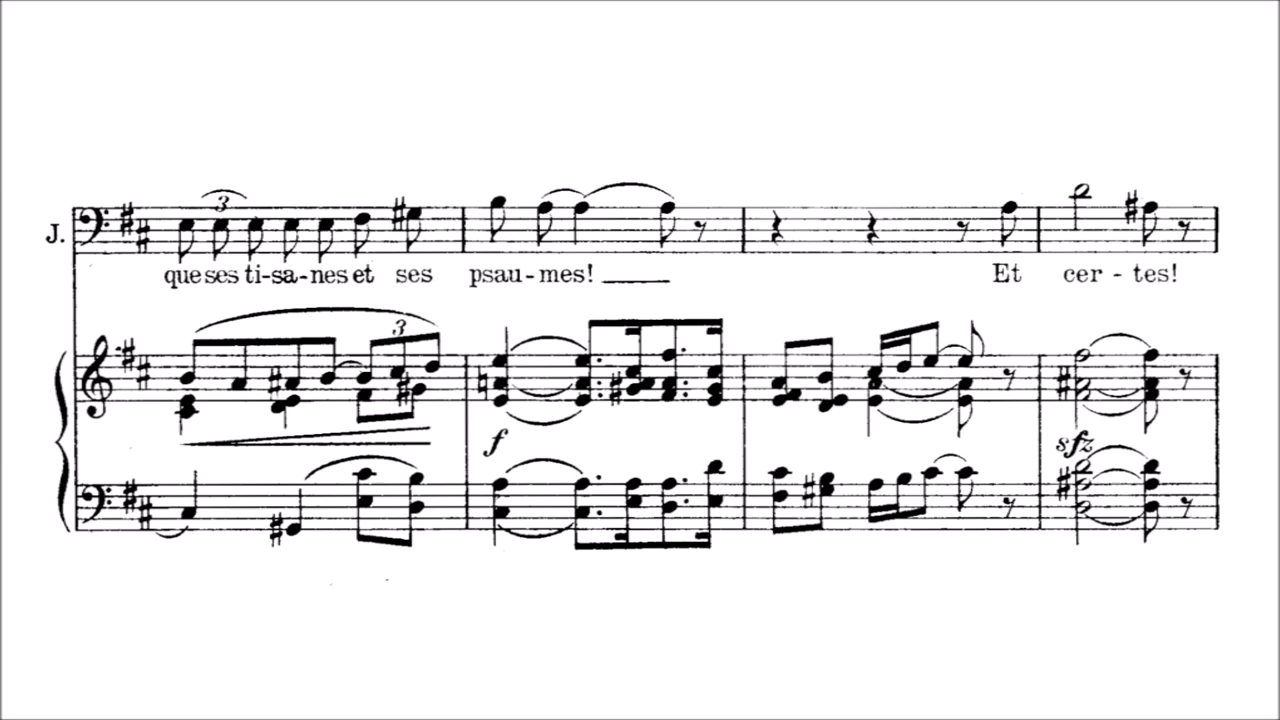 J.
3
que ses ti-sa-nes et ses psau-mes! Et cer-tes!
3
f
sfz